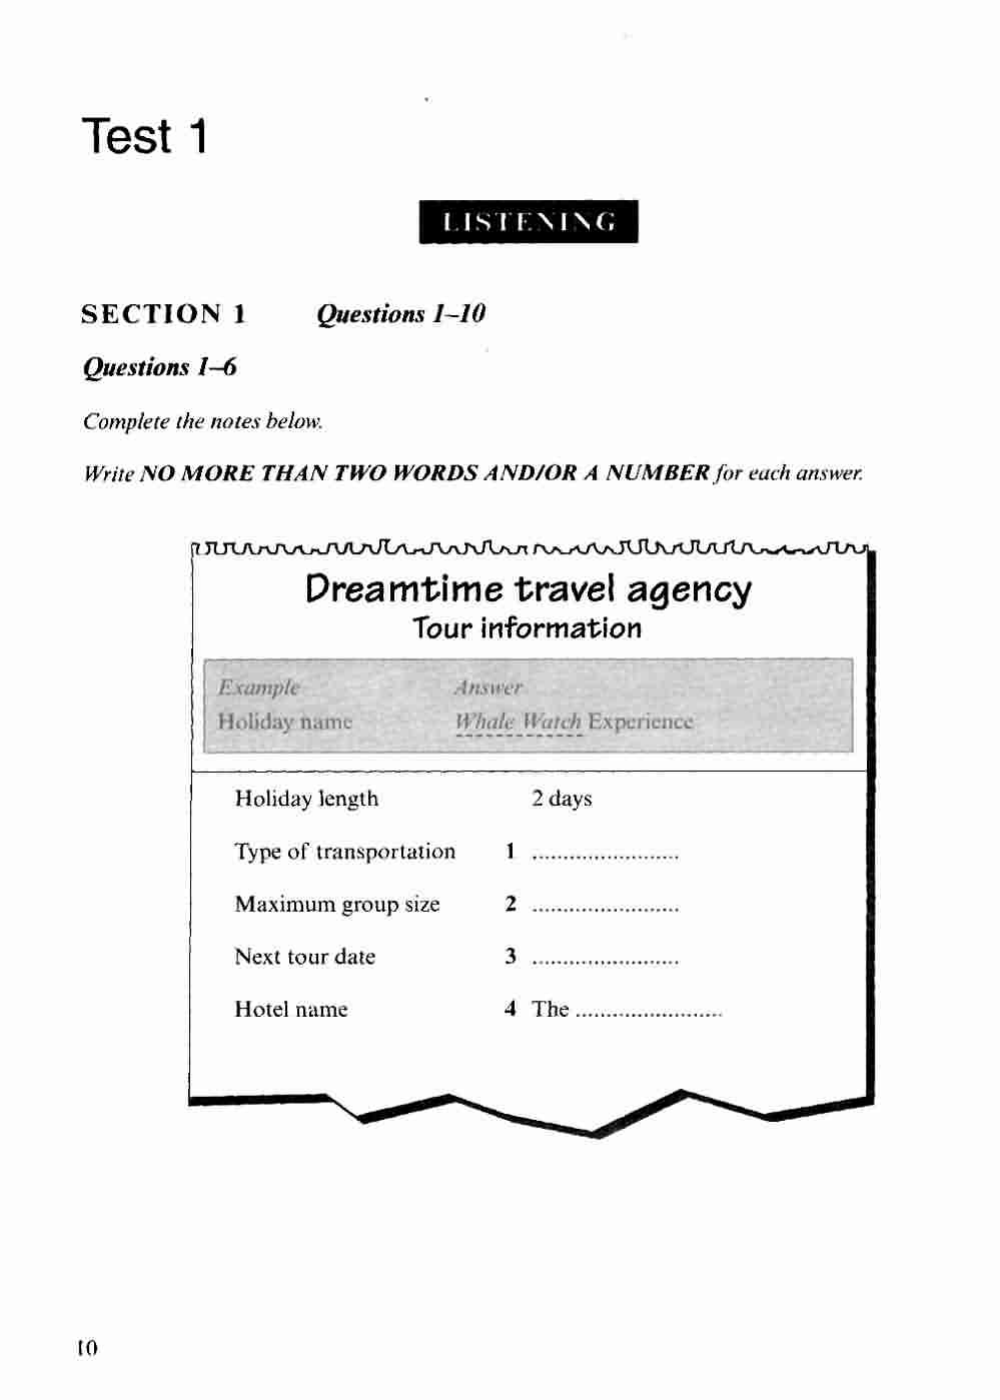 Test 1
LISTENING
SECTION 1 Questions 1–10
Questions 1–6
Complete the notes below.
Write NO MORE THAN TWO WORDS AND/OR A NUMBER for each answer.
Dreamtime travel agency
Tour information
Example Answer
Holiday name Whale Watch Experience
Holiday length 2 days
Type of transportation 1 ........................
Maximum group size 2 ........................
Next tour date 3 ........................
Hotel name 4 The ........................
10